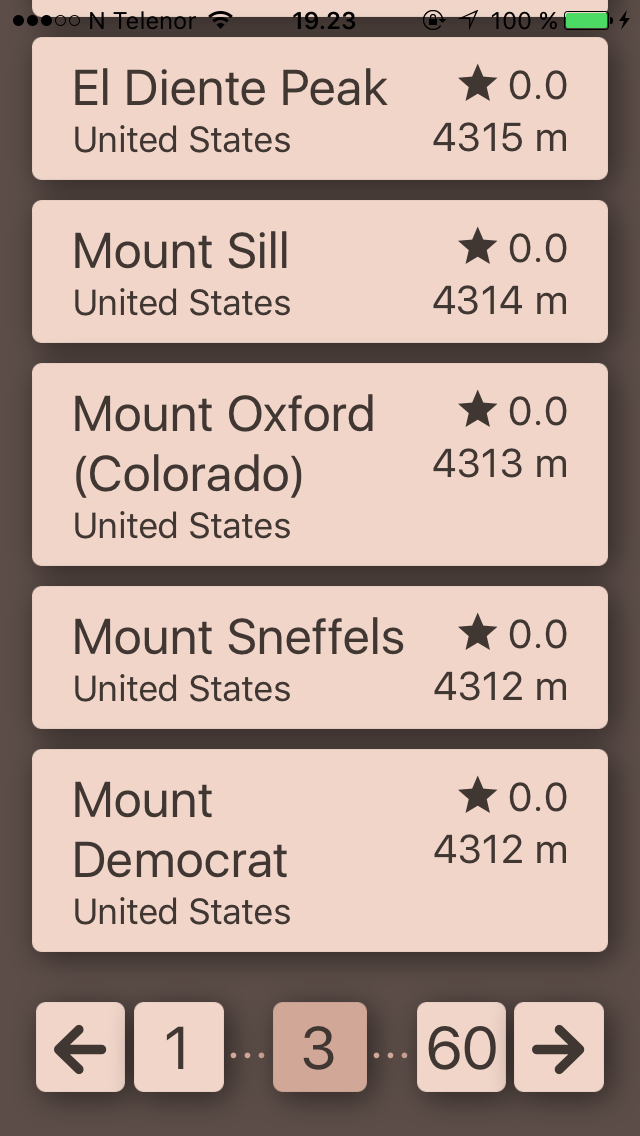 N Telenor 19.23 100 %
El Diente Peak 0.0
United States 4315 m
Mount Sill 0.0
United States 4314 m
Mount Oxford 0.0
(Colorado) 4313 m
United States
Mount Sneffels 0.0
United States 4312 m
Mount 0.0
Democrat 4312 m
United States
1 ... 3 ... 60